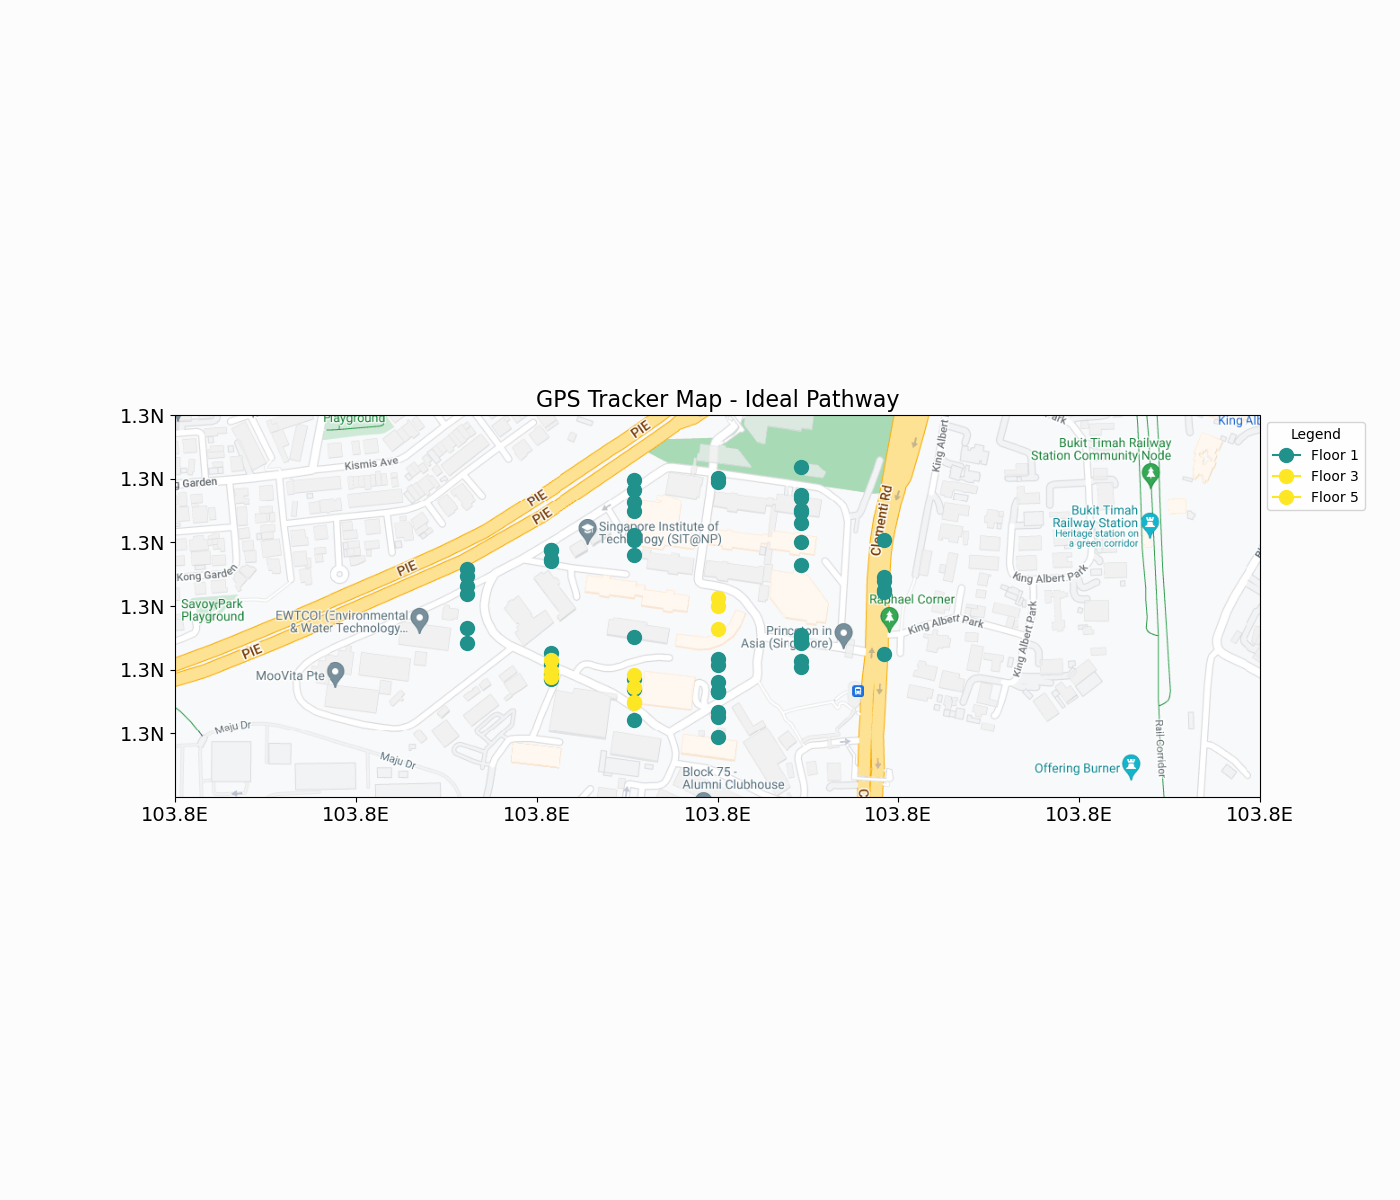 GPS Tracker Map - Ideal Pathway
1.3N
1.3N
1.3N
1.3N
1.3N
1.3N
103.8E
103.8E
103.8E
103.8E
103.8E
103.8E
103.8E
Legend
Floor 1
Floor 3
Floor 5
Playground
Kismis Ave
g Garden
Kong Garden
Savoy Park
Playground
PIE
PIE
PIE
PIE
PIE
EWTCOI (Environmental
& Water Technology...
MooVita Pte
Maju Dr
Maju Dr
Singapore Institute of
Technology (SIT@NP)
Princeton in
Asia (Singapore)
Block 75 -
Alumni Clubhouse
Clementi Rd
C
Raphael Corner
King Albert
King Albert Park
King Albert Park
King Albert Park
ark
King Alb
Bukit Timah Railway
Station Community Node
Bukit Timah
Railway Station
Heritage station on
a green corridor
Offering Burner
Rail Corridor